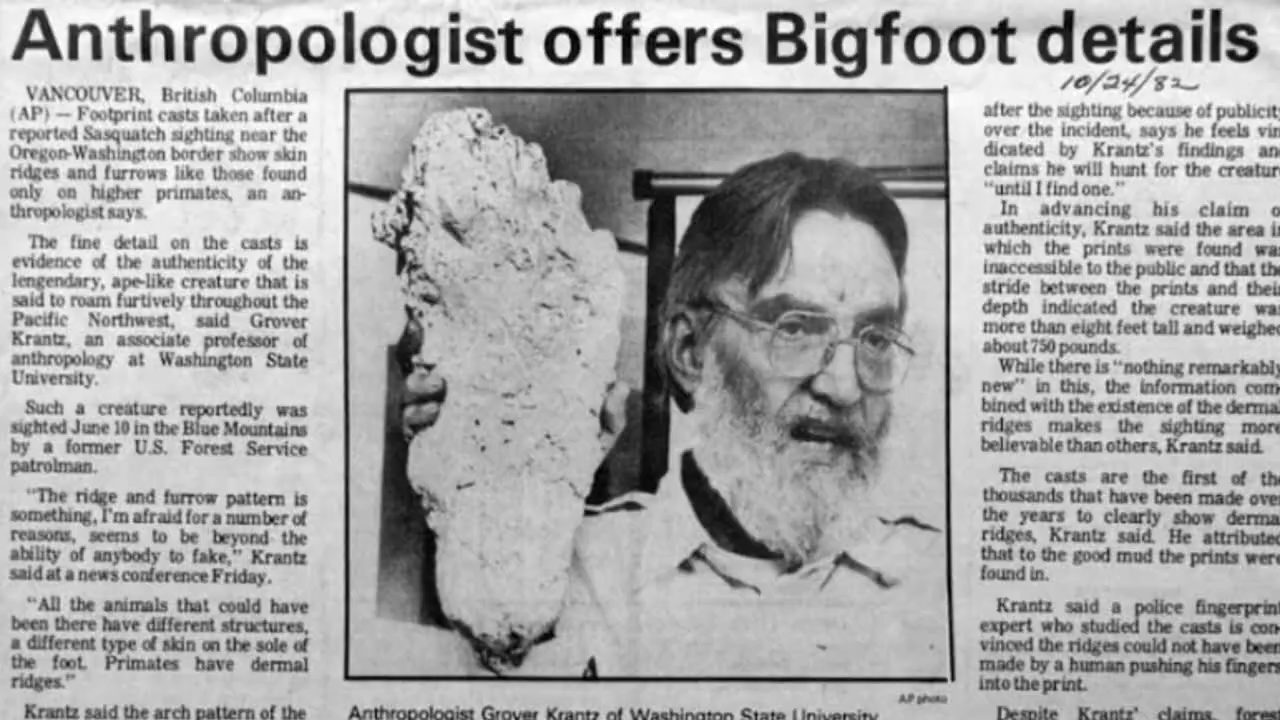 Anthropologist offers Bigfoot details
10/24/82
VANCOUVER, British Columbia
(AP) — Footprint casts taken after a
reported Sasquatch sighting near the
Oregon-Washington border show skin
ridges and furrows like those found
only on higher primates, an an-
thropologist says.
The fine detail on the casts is
evidence of the authenticity of the
lengendary, ape-like creature that is
said to roam furtively throughout the
Pacific Northwest, said Grover
Krantz, an associate professor of
anthropology at Washington State
University.
Such a creature reportedly was
sighted June 10 in the Blue Mountains
by a former U.S. Forest Service
patrolman.
"The ridge and furrow pattern is
something, I'm afraid for a number of
reasons, seems to be beyond the
ability of anybody to fake," Krantz
said at a news conference Friday.
"All the animals that could have
been there have different structures,
a different type of skin on the sole of
the foot. Primates have dermal
ridges."
Krantz said the arch pattern of the
AP photo
Anthropologist Grover Krantz of Washington State University
after the sighting because of publicity
over the incident, says he feels vin
dicated by Krantz's findings an
claims he will hunt for the creatur
"until I find one."
In advancing his claim o
authenticity, Krantz said the area i
which the prints were found wa
inaccessible to the public and that the
stride between the prints and thei
depth indicated the creature wa
more than eight feet tall and weighe
about 750 pounds.
While there is "nothing remarkably
new" in this, the information com
bined with the existence of the derma
ridges makes the sighting more
believable than others, Krantz said.
The casts are the first of the
thousands that have been made over
the years to clearly show derma
ridges, Krantz said. He attributed
that to the good mud the prints were
found in.
Krantz said a police fingerprint
expert who studied the casts is con-
vinced the ridges could not have been
made by a human pushing his fingers
into the print.
Despite Krantz' claims, forest